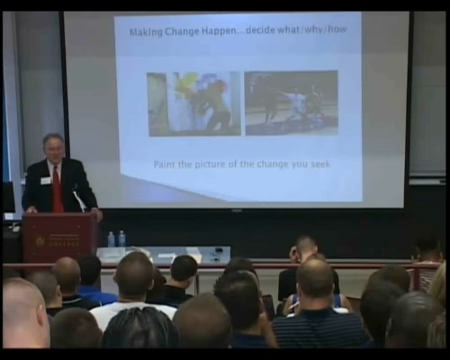 Making Change Happen...decide what/why/how
Paint the picture of the change you seek